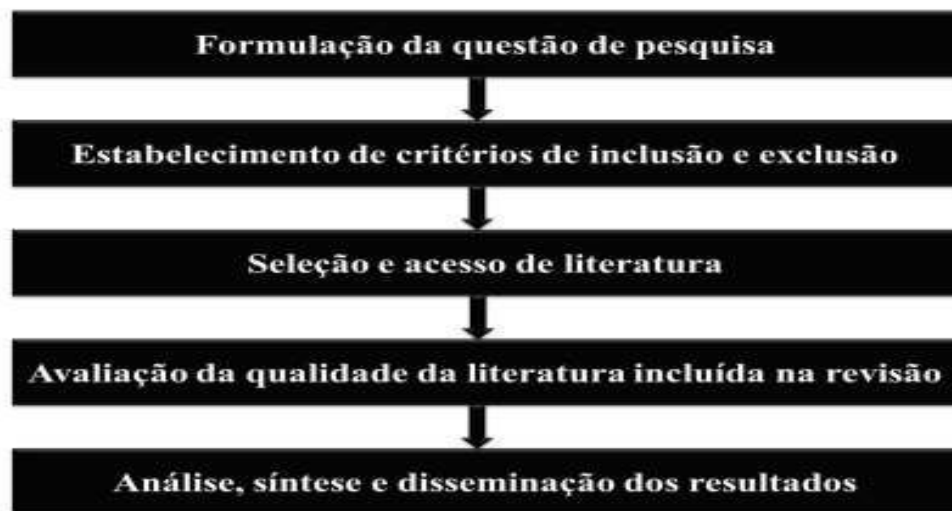 Formulação da questão de pesquisa
Estabelecimento de critérios de inclusão e exclusão
Seleção e acesso de literatura
Avaliação da qualidade da literatura incluída na revisão
Análise, síntese e disseminação dos resultados